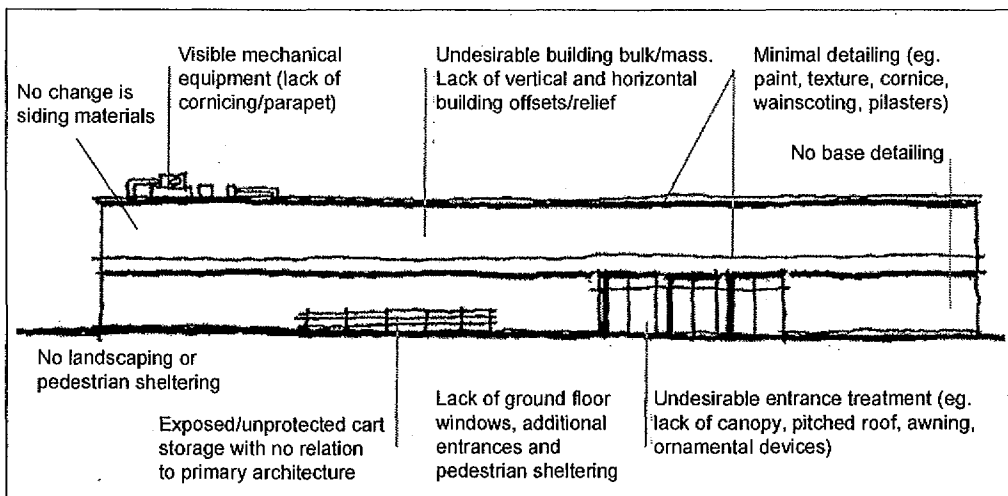 Visible mechanical
equipment (lack of
cornicing/parapet)
Undesirable building bulk/mass.
Lack of vertical and horizontal
building offsets/relief
Minimal detailing (eg.
paint, texture, cornice,
wainscoting, pilasters)
No change is
siding materials
No base detailing
No landscaping or
pedestrian sheltering
Exposed/unprotected cart
storage with no relation
to primary architecture
Lack of ground floor
windows, additional
entrances and
pedestrian sheltering
Undesirable entrance treatment (eg.
lack of canopy, pitched roof, awning,
ornamental devices)